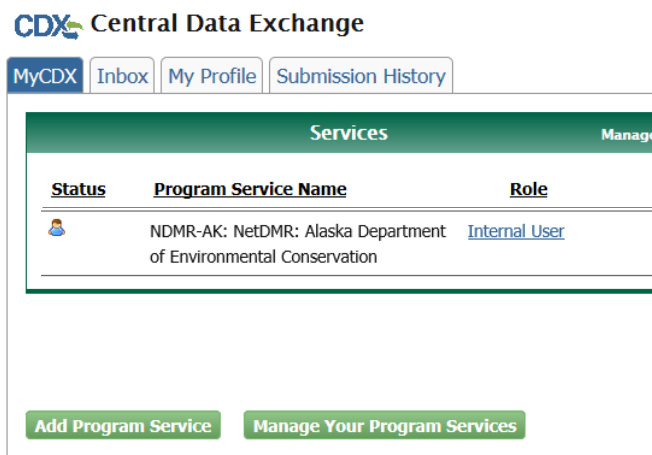 CDX Central Data Exchange
MyCDX Inbox My Profile Submission History
Services Manage
Status Program Service Name Role
NDMR-AK: NetDMR: Alaska Department Internal User
of Environmental Conservation
Add Program Service Manage Your Program Services